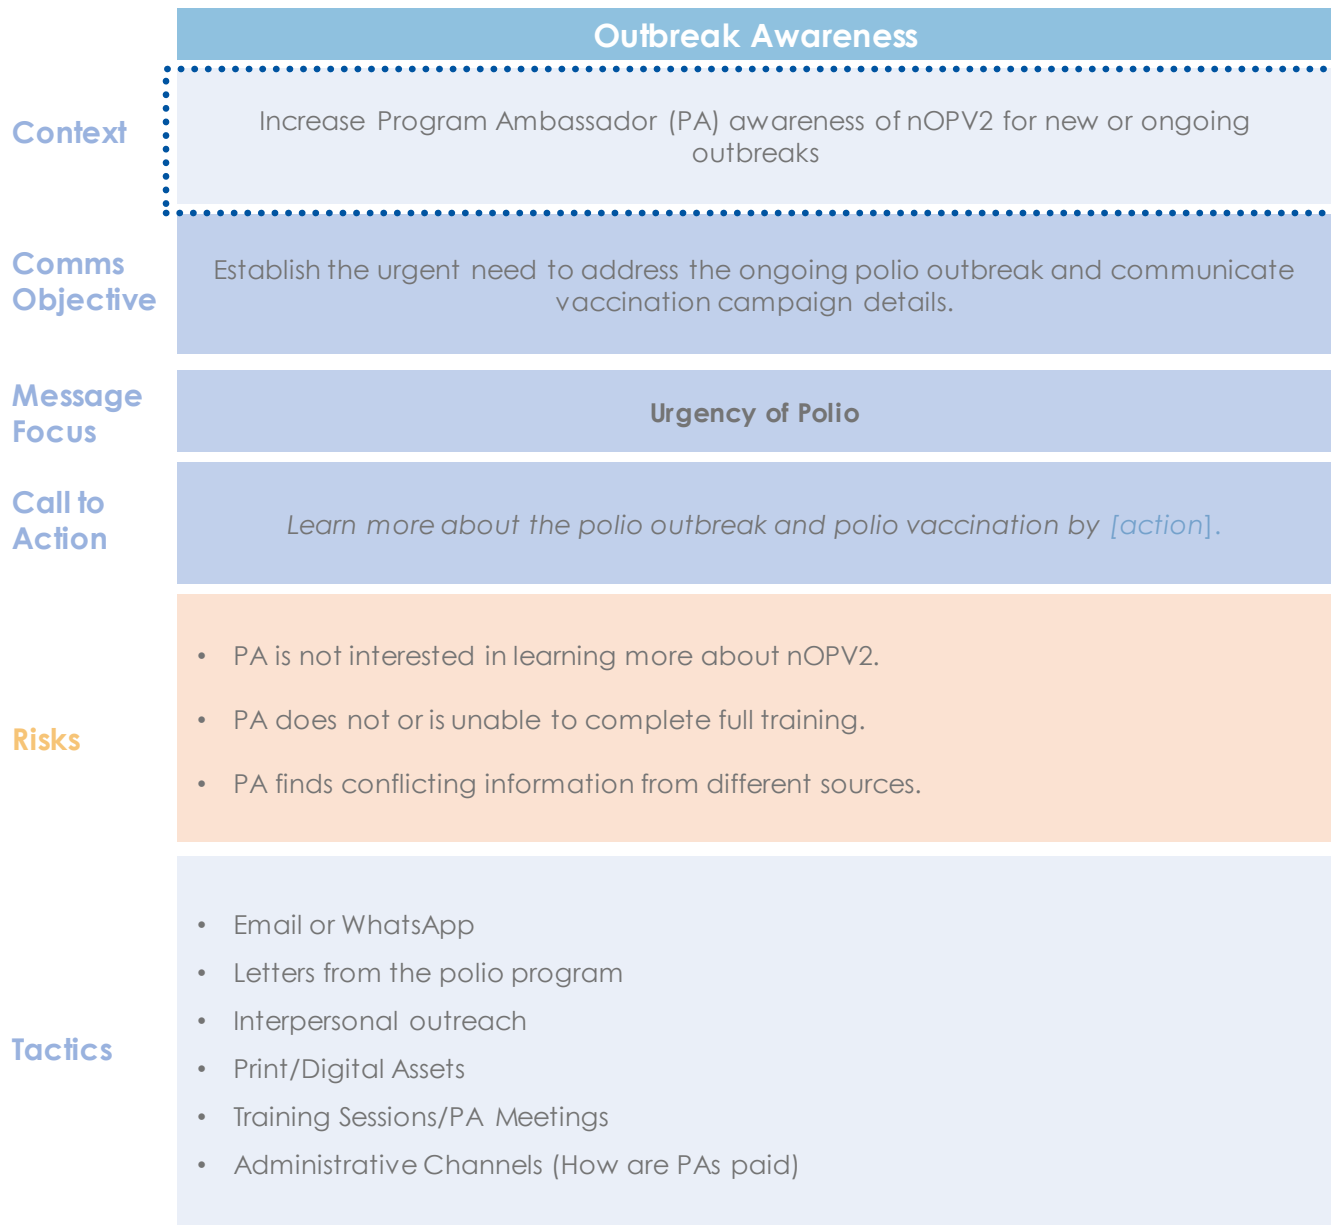 Outbreak Awareness
Context
Increase Program Ambassador (PA) awareness of nOPV2 for new or ongoing
outbreaks
Comms
Objective
Establish the urgent need to address the ongoing polio outbreak and communicate
vaccination campaign details.
Message
Focus
Urgency of Polio
Call to
Action
Learn more about the polio outbreak and polio vaccination by [action].
Risks
• PA is not interested in learning more about nOPV2.
• PA does not or is unable to complete full training.
• PA finds conflicting information from different sources.
Tactics
• Email or WhatsApp
• Letters from the polio program
• Interpersonal outreach
• Print/Digital Assets
• Training Sessions/PA Meetings
• Administrative Channels (How are PAs paid)